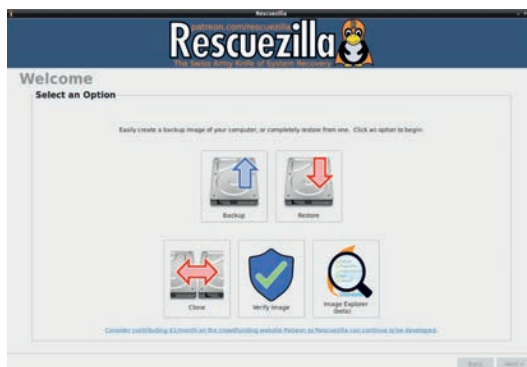 Rescuezilla
patreon.com/rescuezilla
Rescuezilla
The Swiss Army Knife of System Recovery
Welcome
Select an Option
Easily create a backup image of your computer, or completely restore from one. Click an option to begin.
Backup
Restore
Clone
Verify Image
Image Explorer
(beta)
Consider contributing $1/month on the crowdfunding website Patreon so Rescuezilla can continue to be developed.
Back
Next >